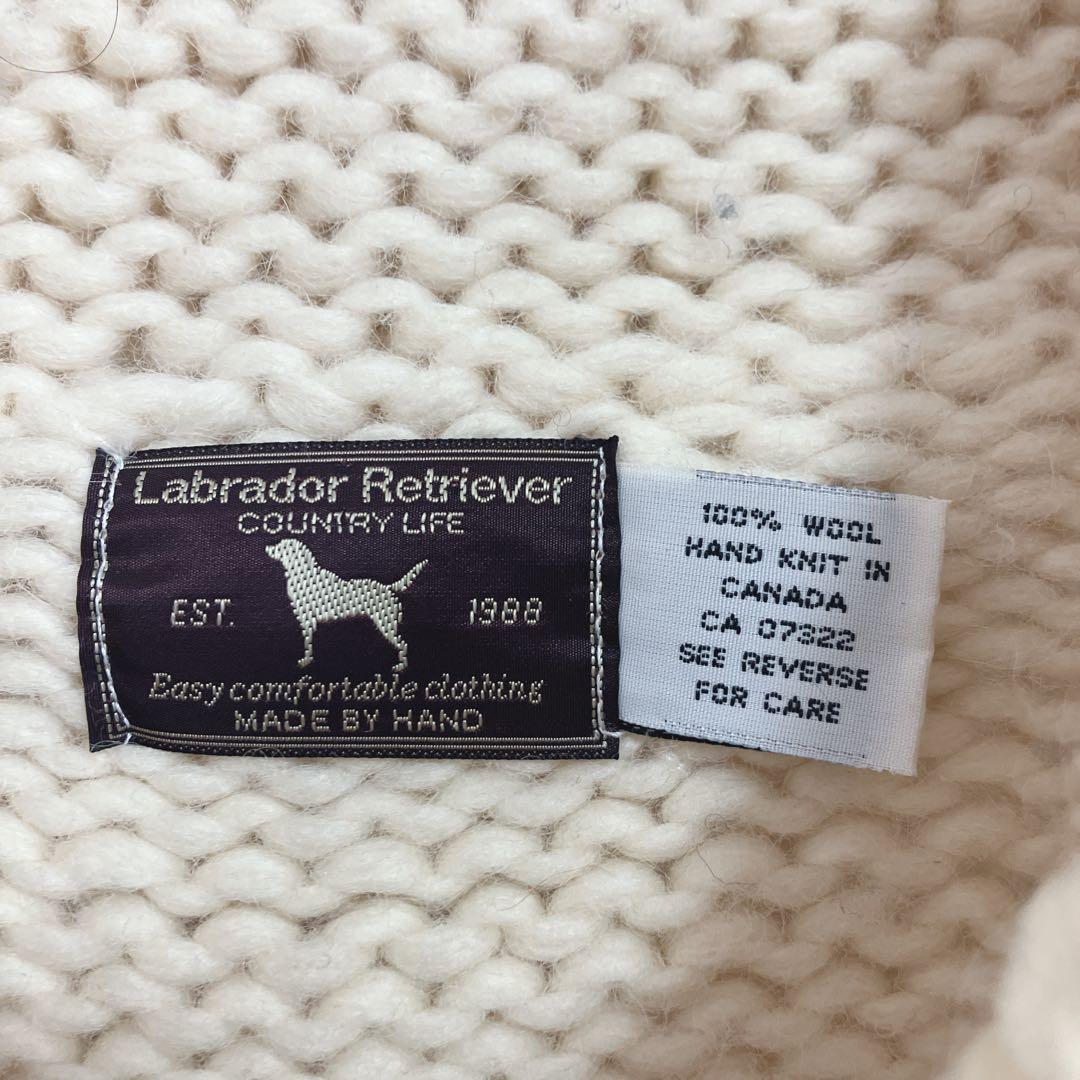 Labrador Retriever
COUNTRY LIFE
EST. 1988
Easy comfortable clothing
MADE BY HAND
100% WOOL
HAND KNIT IN
CANADA
CA 07322
SEE REVERSE
FOR CARE